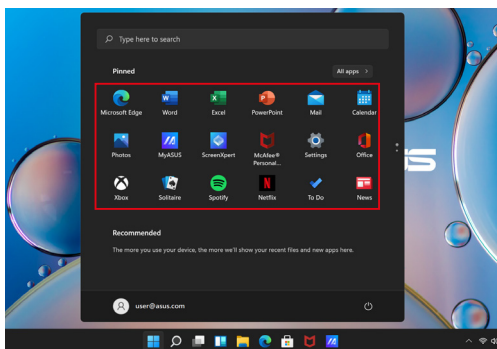 Type here to search
Pinned
All apps >
Microsoft Edge Word Excel PowerPoint Mail Calendar
Photos MyASUS ScreenXpert McAfee® Personal... Settings Office
Xbox Solitaire Spotify Netflix To Do News
Recommended
The more you use your device, the more we'll show your recent files and new apps here.
user@asus.com